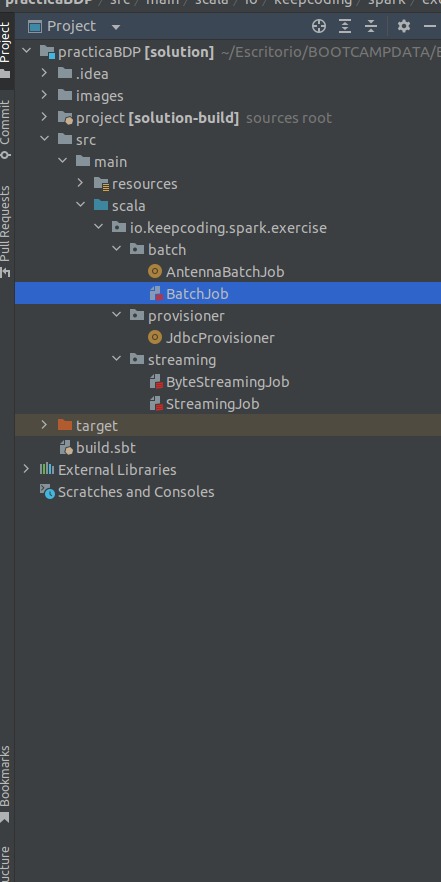 practicaBDP / src / main / scala / io / keepcoding / spark / exe
Project
practicaBDP [solution] ~/Escritorio/BOOTCAMPDATA/B
.idea
images
project [solution-build] sources root
src
main
resources
scala
io.keepcoding.spark.exercise
batch
AntennaBatchJob
BatchJob
provisioner
JdbcProvisioner
streaming
ByteStreamingJob
StreamingJob
target
build.sbt
External Libraries
Scratches and Consoles
Project
Commit
Pull Requests
Bookmarks
ucture